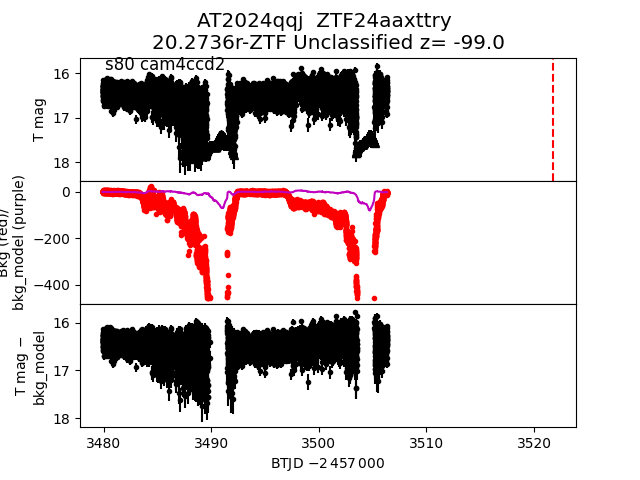 AT2024qqj  ZTF24aaxttry
20.2736r-ZTF Unclassified z= -99.0
s80 cam4ccd2
T mag
16
17
18
Bkg (red)/
bkg_model (purple)
0
−200
−400
T mag −
bkg_model
16
17
18
3480
3490
3500
3510
3520
BTJD −2 457 000